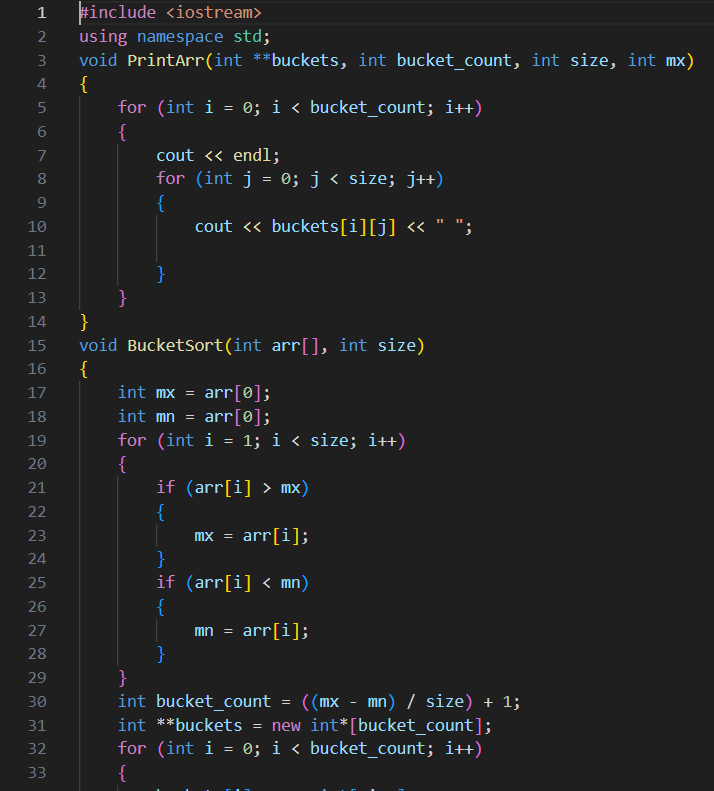 1 #include <iostream>
2 using namespace std;
3 void PrintArr(int **buckets, int bucket_count, int size, int mx)
4 {
5     for (int i = 0; i < bucket_count; i++)
6     {
7         cout << endl;
8         for (int j = 0; j < size; j++)
9         {
10             cout << buckets[i][j] << " ";
11
12         }
13     }
14 }
15 void BucketSort(int arr[], int size)
16 {
17     int mx = arr[0];
18     int mn = arr[0];
19     for (int i = 1; i < size; i++)
20     {
21         if (arr[i] > mx)
22         {
23             mx = arr[i];
24         }
25         if (arr[i] < mn)
26         {
27             mn = arr[i];
28         }
29     }
30     int bucket_count = ((mx - mn) / size) + 1;
31     int **buckets = new int*[bucket_count];
32     for (int i = 0; i < bucket_count; i++)
33     {